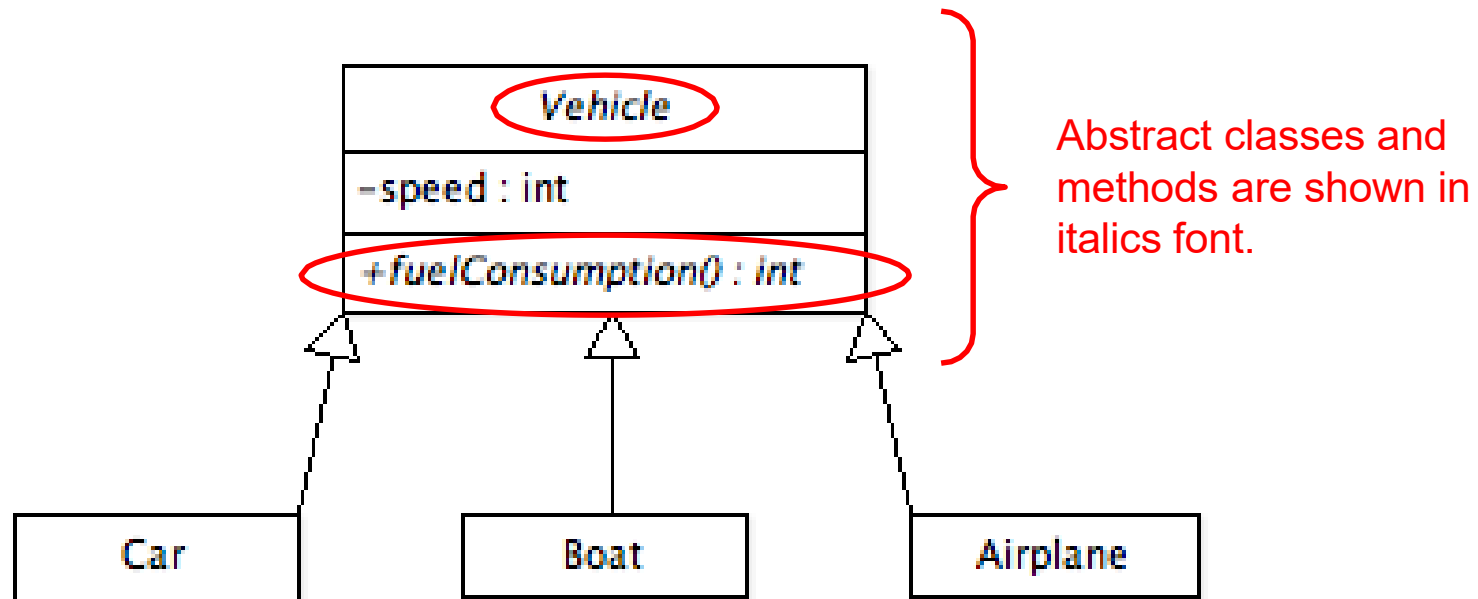 Vehicle
-speed : int
+fuelConsumption() : int
Abstract classes and
methods are shown in
italics font.
Car
Boat
Airplane